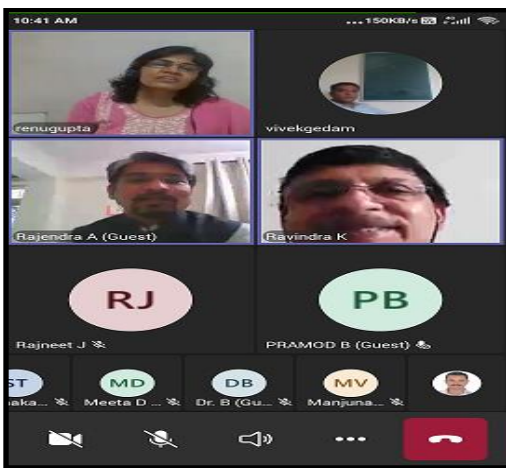 10:41 AM ...150KB/s
renugupta
vivekgedam
Rajendra A (Guest)
Ravindra K
RJ
PB
Rajneet J
PRAMOD B (Guest)
ST
MD
DB
MV
aka...
Meeta D...
Dr. B (Gu...
Manjuna...